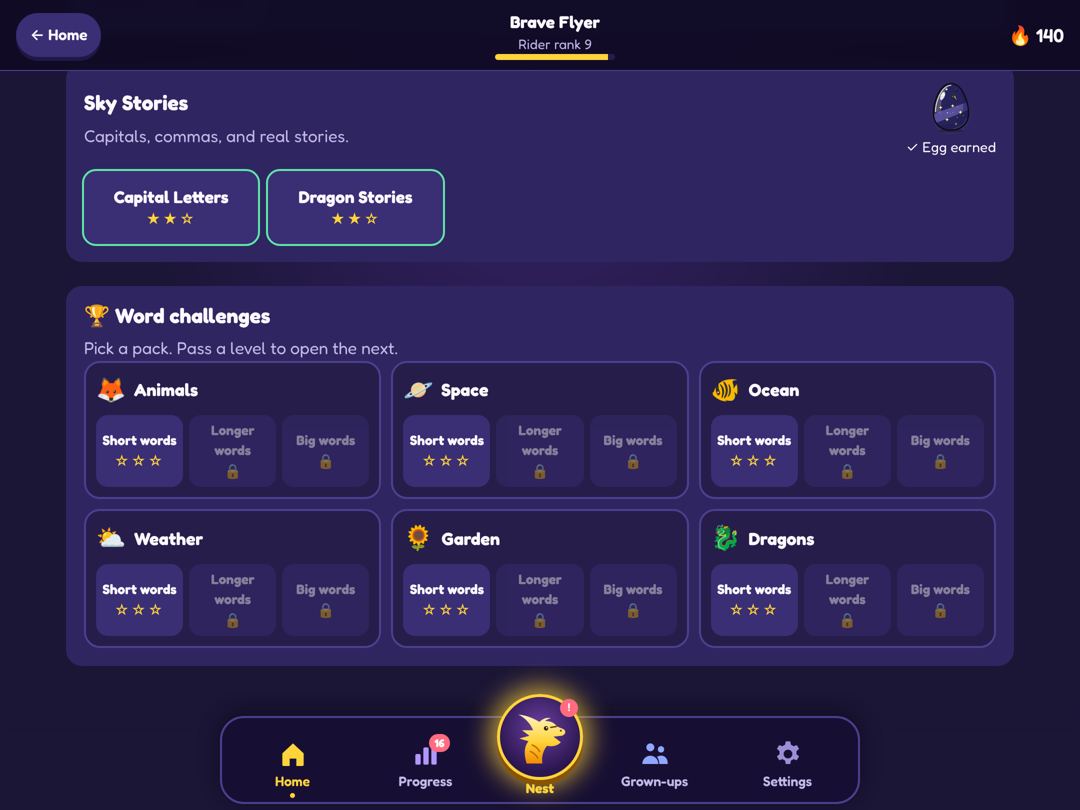 ← Home
Brave Flyer
Rider rank 9
140
Sky Stories
Capitals, commas, and real stories.
✓ Egg earned
Capital Letters
Dragon Stories
Word challenges
Pick a pack. Pass a level to open the next.
Animals
Short words
Longer
words
Big words
Space
Short words
Longer
words
Big words
Ocean
Short words
Longer
words
Big words
Weather
Short words
Longer
words
Big words
Garden
Short words
Longer
words
Big words
Dragons
Short words
Longer
words
Big words
Home
16
Progress
!
Nest
Grown-ups
Settings